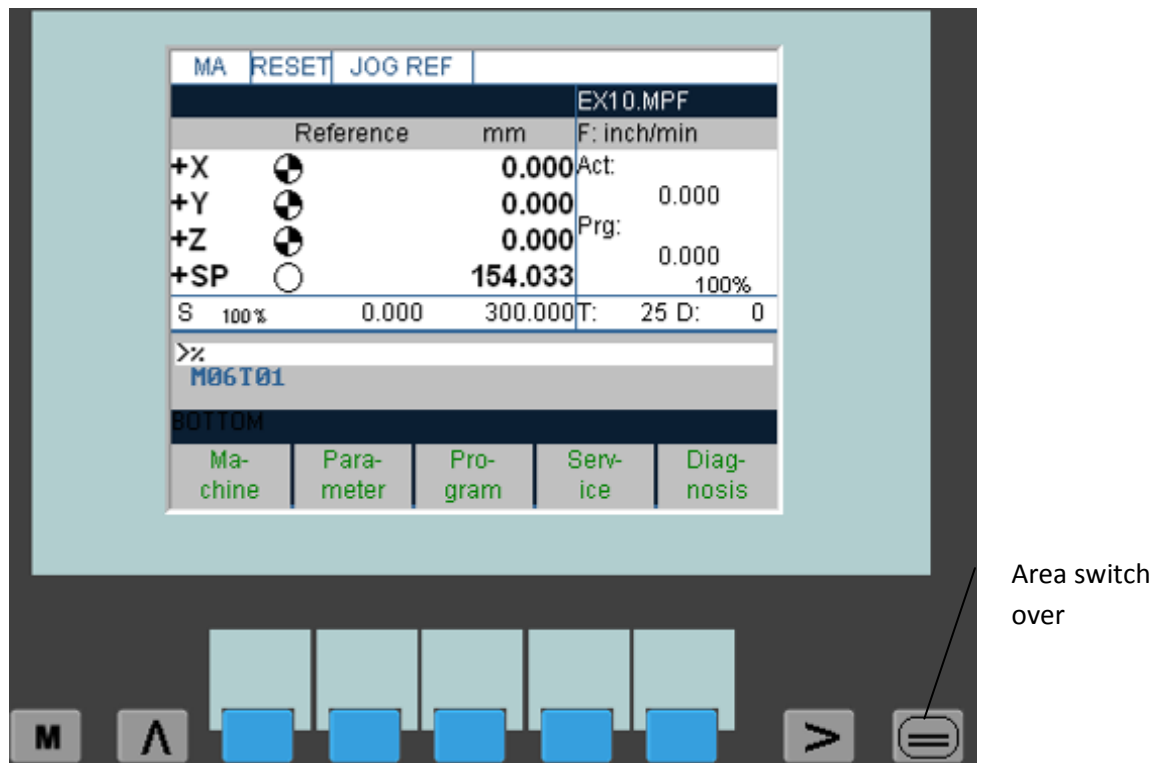 MA RESET JOG REF
EX10.MPF
Reference mm F: inch/min
+X 0.000 Act:
0.000
+Y 0.000
Prg:
+Z 0.000
0.000
+SP 154.033
100%
S 100% 0.000 300.000 T: 25 D: 0
>%
M06T01
BOTTOM
Ma- Para- Pro- Serv- Diag-
chine meter gram ice nosis
Area switch
over
M Λ > =